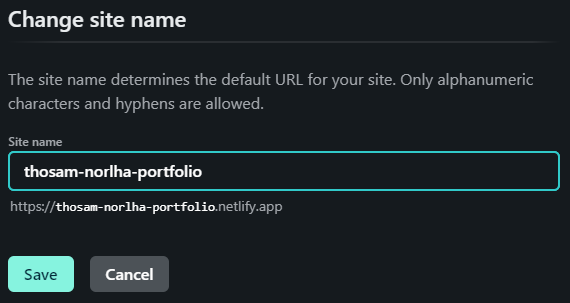 Change site name
The site name determines the default URL for your site. Only alphanumeric
characters and hyphens are allowed.
Site name
thosam-norlha-portfolio
https://thosam-norlha-portfolio.netlify.app
Save Cancel